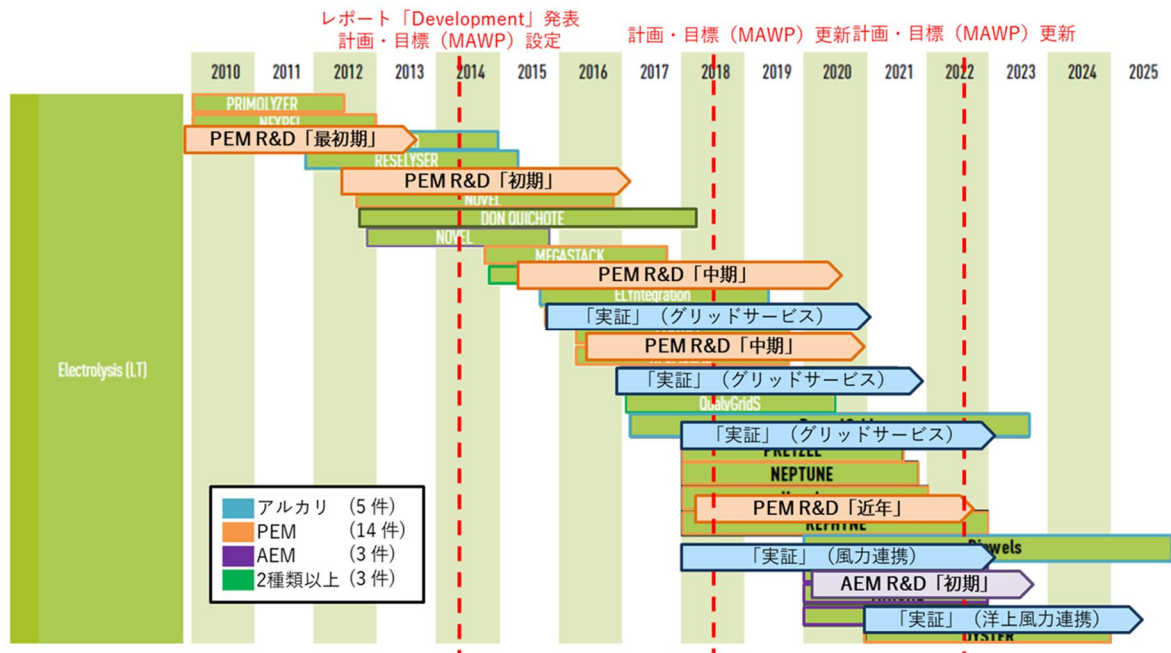 レポート「Development」発表
計画・目標（MAWP）設定
計画・目標（MAWP）更新
計画・目標（MAWP）更新
2010 2011 2012 2013 2014 2015 2016 2017 2018 2019 2020 2021 2022 2023 2024 2025
PRIMOLYZER
PEM R&D「最初期」
RESELYSER
PEM R&D「初期」
NOVEL
DON QUICHOTE
NOVEL
MEGASTACK
PEM R&D「中期」
ELYntegration
「実証」（グリッドサービス）
PEM R&D「中期」
Electrolysis (LT)
「実証」（グリッドサービス）
QualyGridS
「実証」（グリッドサービス）
PRETZEL
NEPTUNE
PEM R&D「近年」
REFHYNE
「実証」（風力連携）
AEM R&D「初期」
「実証」（洋上風力連携）
OYSTER
アルカリ (5 件)
PEM (14 件)
AEM (3 件)
2種類以上 (3 件)